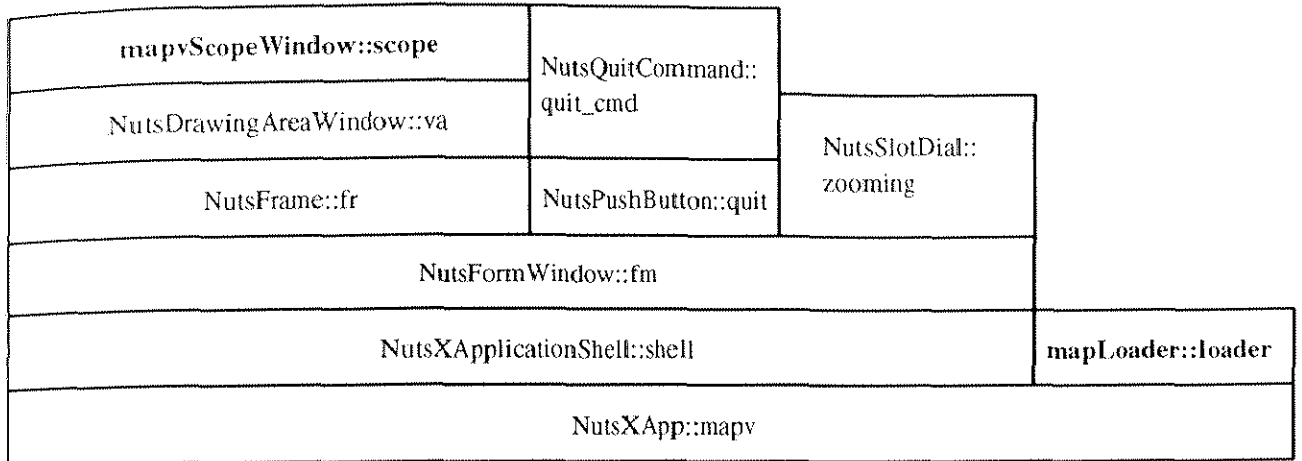 mapvScopeWindow::scope
NutsQuitCommand::
quit_cmd
NutsDrawingAreaWindow::va
NutsSlotDial::
zooming
NutsFrame::fr
NutsPushButton::quit
NutsFormWindow::fm
NutsXApplicationShell::shell
mapLoader::loader
NutsXApp::mapv